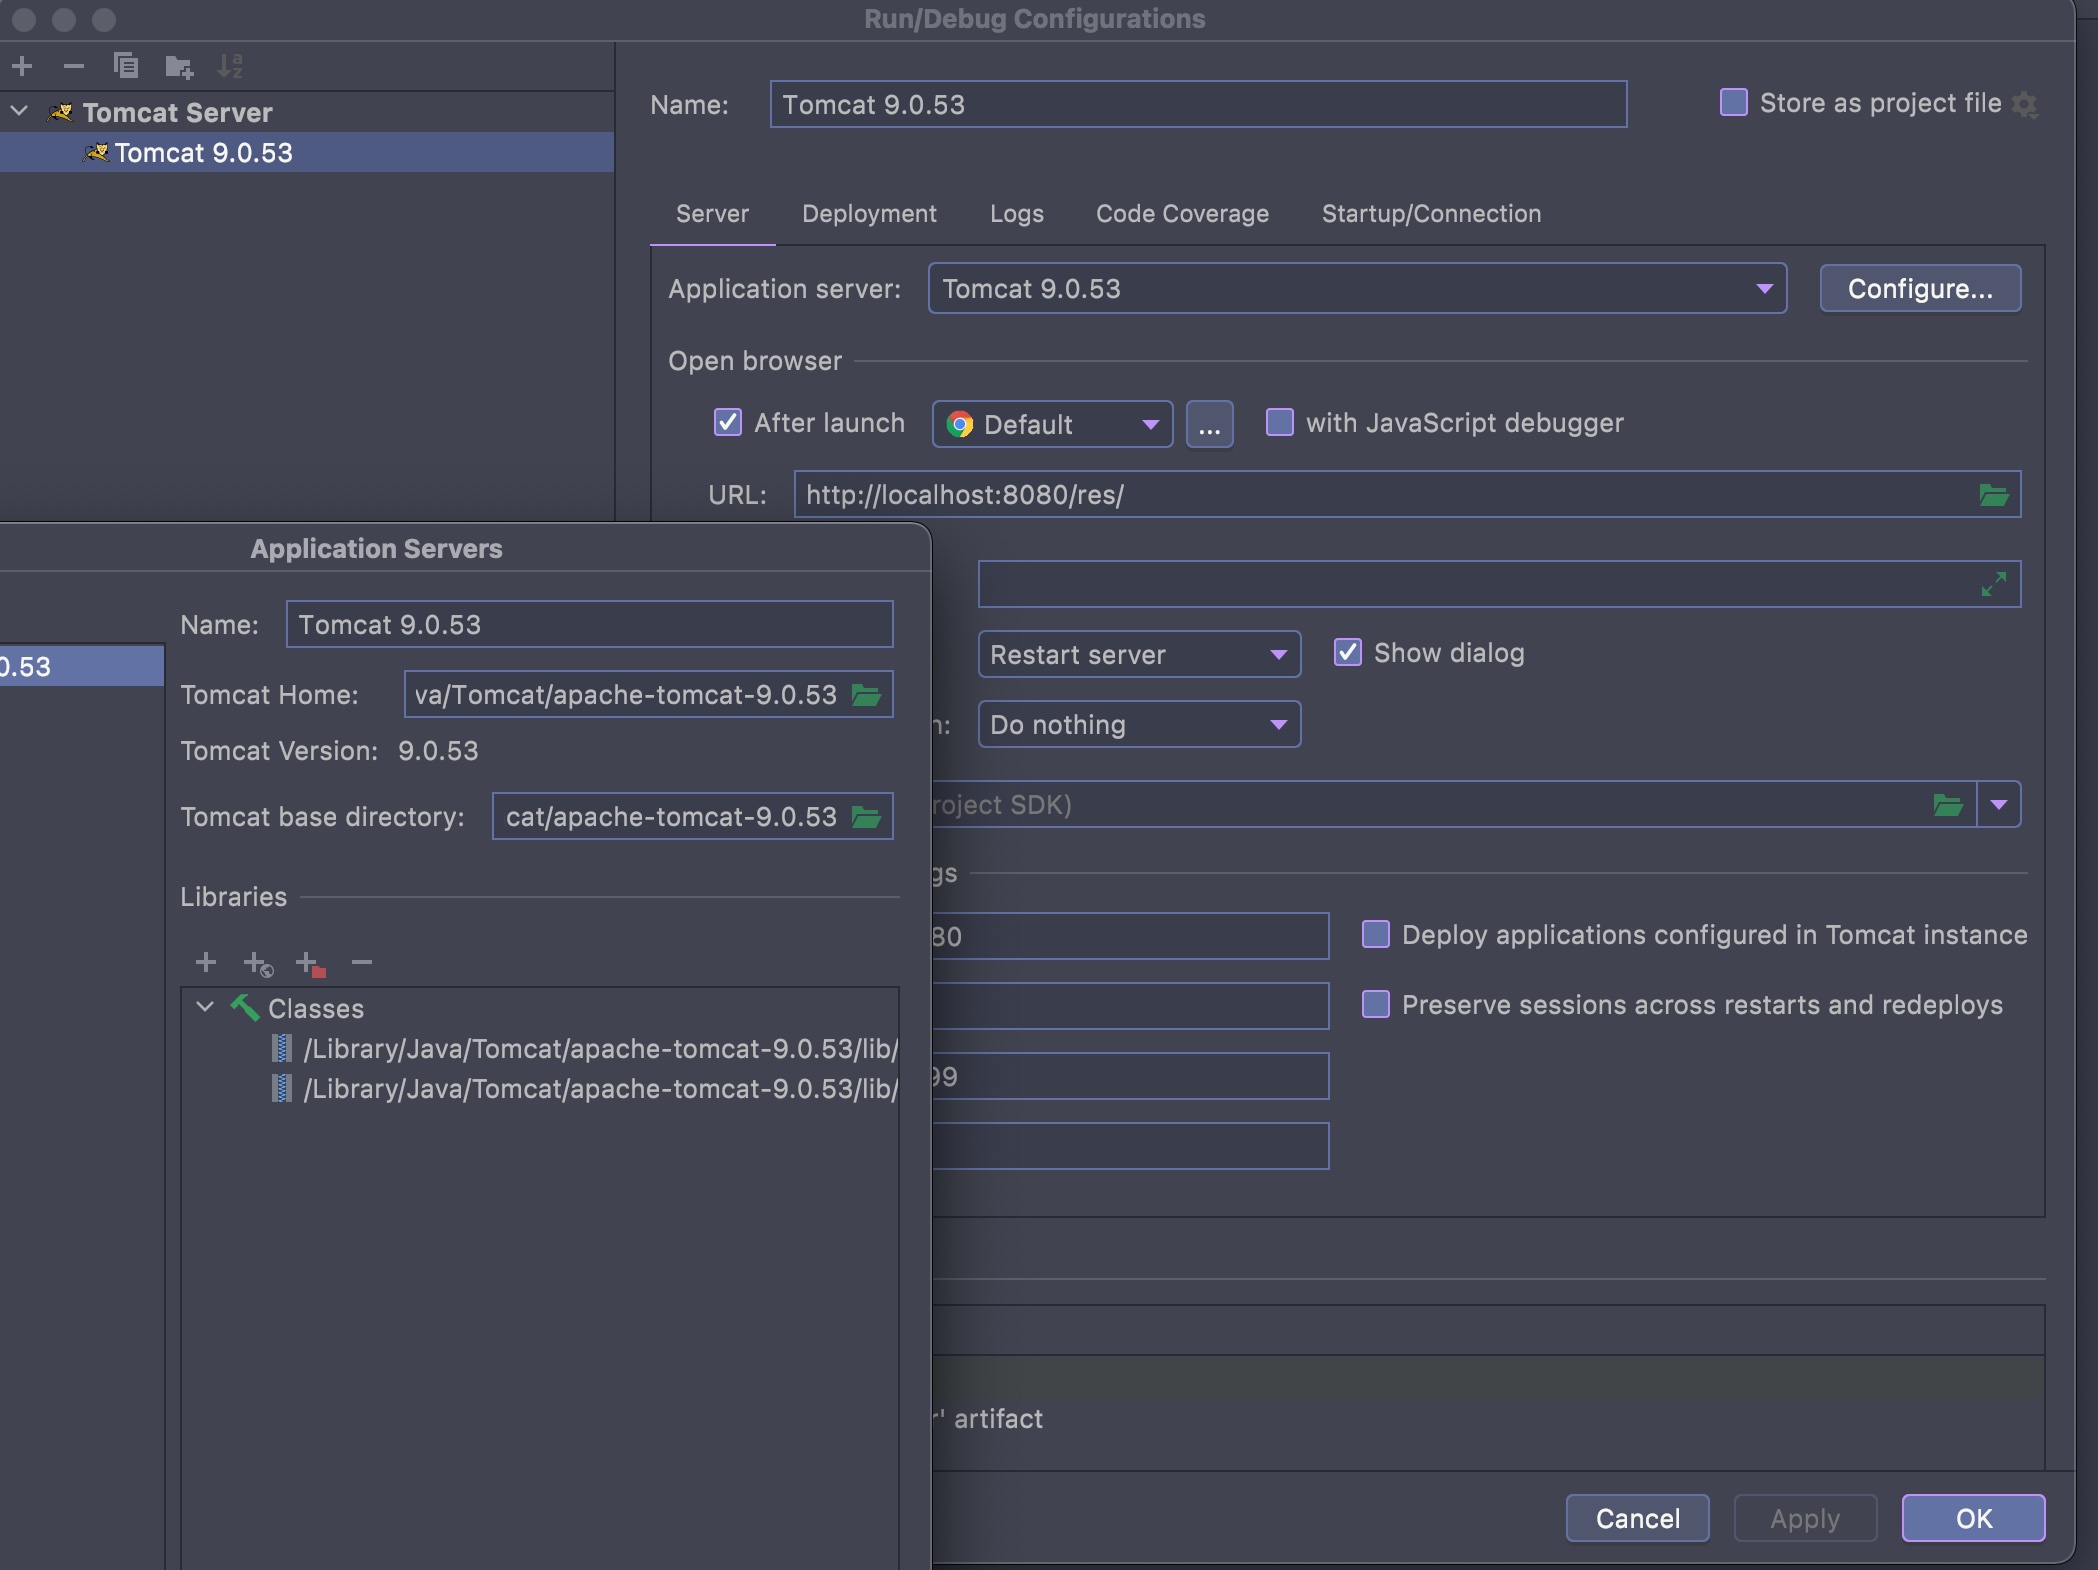 Run/Debug Configurations
Tomcat Server
Tomcat 9.0.53
Name: Tomcat 9.0.53
Store as project file
Server Deployment Logs Code Coverage Startup/Connection
Application server: Tomcat 9.0.53 Configure...
Open browser
After launch Default ... with JavaScript debugger
URL: http://localhost:8080/res/
Restart server Show dialog
n: Do nothing
roject SDK)
gs
80 Deploy applications configured in Tomcat instance
Preserve sessions across restarts and redeploys
99
r' artifact
Cancel Apply OK
Application Servers
0.53
Name: Tomcat 9.0.53
Tomcat Home: va/Tomcat/apache-tomcat-9.0.53
Tomcat Version: 9.0.53
Tomcat base directory: cat/apache-tomcat-9.0.53
Libraries
Classes
/Library/Java/Tomcat/apache-tomcat-9.0.53/lib/
/Library/Java/Tomcat/apache-tomcat-9.0.53/lib/